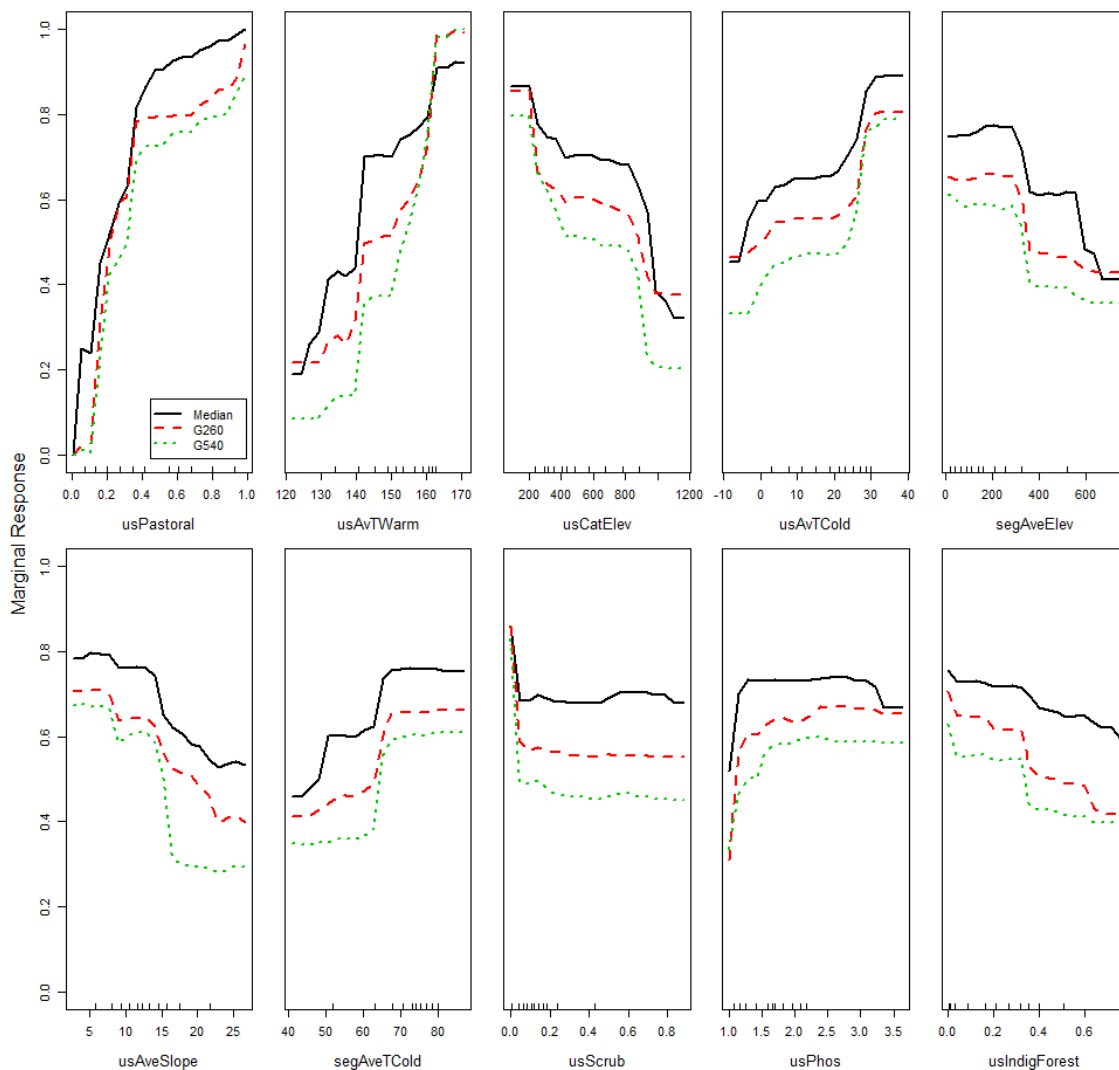 1.0
0.8
0.6
0.4
0.2
0.0
Median
G260
G540
0.0 0.2 0.4 0.6 0.8 1.0
120 130 140 150 160 170
200 400 600 800 1200
-10 0 10 20 30 40
0 200 400 600
usPastoral
usAvTWarm
usCatElev
usAvTCold
segAveElev
Marginal Response
1.0
0.8
0.6
0.4
0.2
0.0
5 10 15 20 25
40 50 60 70 80
0.0 0.2 0.4 0.6 0.8
1.0 1.5 2.0 2.5 3.0 3.5
0.0 0.2 0.4 0.6
usAveSlope
segAveTCold
usScrub
usPhos
usIndigForest